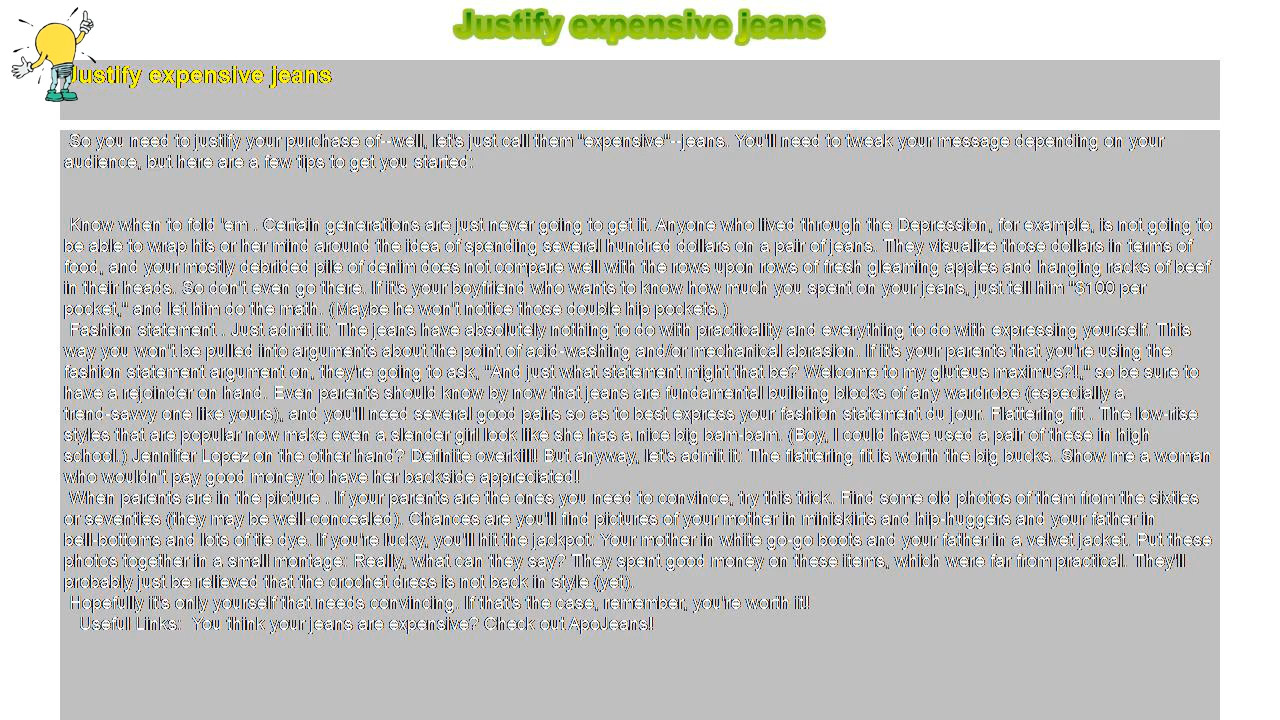 Justify expensive jeans
Justify expensive jeans
So you need to justify your purchase of--well, let's just call them "expensive"--jeans. You'll need to tweak your message depending on your
audience, but here are a few tips to get you started:
Know when to fold 'em . Certain generations are just never going to get it. Anyone who lived through the Depression, for example, is not going to
be able to wrap his or her mind around the idea of spending several hundred dollars on a pair of jeans. They visualize those dollars in terms of
food, and your mostly debrided pile of denim does not compare well with the rows upon rows of fresh gleaming apples and hanging racks of beef
in their heads. So don't even go there. If it's your boyfriend who wants to know how much you spent on your jeans, just tell him "$100 per
pocket," and let him do the math. (Maybe he won't notice those double hip pockets.)
Fashion statement . Just admit it: The jeans have absolutely nothing to do with practicality and everything to do with expressing yourself. This
way you won't be pulled into arguments about the point of acid-washing and/or mechanical abrasion. If it's your parents that you're using the
fashion statement argument on, they're going to ask, "And just what statement might that be? Welcome to my gluteus maximus?!," so be sure to
have a rejoinder on hand. Even parents should know by now that jeans are fundamental building blocks of any wardrobe (especially a
trend-savvy one like yours), and you'll need several good pairs so as to best express your fashion statement du jour. Flattering fit . The low-rise
styles that are popular now make even a slender girl look like she has a nice big bam-bam. (Boy, I could have used a pair of these in high
school.) Jennifer Lopez on the other hand? Definite overkill! But anyway, let's admit it: The flattering fit is worth the big bucks. Show me a woman
who wouldn't pay good money to have her backside appreciated!
When parents are in the picture . If your parents are the ones you need to convince, try this trick. Find some old photos of them from the sixties
or seventies (they may be well-concealed). Chances are you'll find pictures of your mother in miniskirts and hip-huggers and your father in
bell-bottoms and lots of tie dye. If you're lucky, you'll hit the jackpot: Your mother in white go-go boots and your father in a velvet jacket. Put these
photos together in a small montage: Really, what can they say? They spent good money on these items, which were far from practical. They'll
probably just be relieved that the crochet dress is not back in style (yet).
Hopefully it's only yourself that needs convincing. If that's the case, remember, you're worth it!
Useful Links: You think your jeans are expensive? Check out ApoJeans!